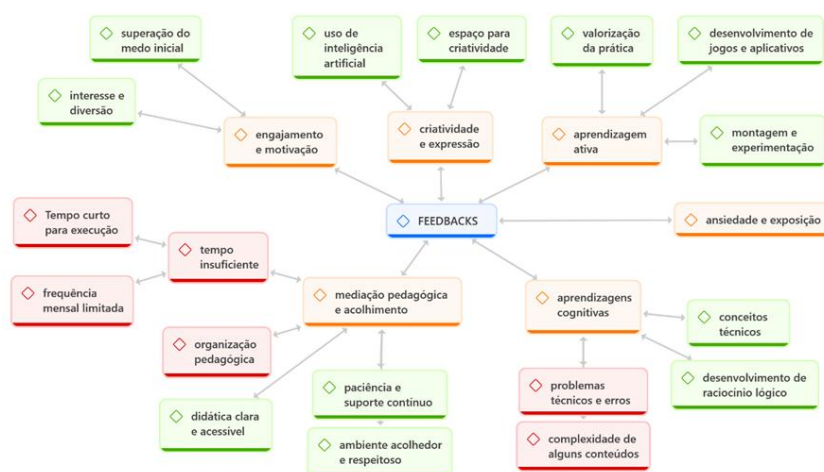 superação do
medo inicial
uso de
inteligência
artificial
espaço para
criatividade
valorização
da prática
desenvolvimento de
jogos e aplicativos
interesse e
diversão
engajamento
e motivação
criatividade
e expressão
aprendizagem
ativa
montagem e
experimentação
Tempo curto
para execução
FEEDBACKS
ansiedade e exposição
tempo
insuficiente
frequência
mensal limitada
mediação pedagógica
e acolhimento
aprendizagens
cognitivas
conceitos
técnicos
organização
pedagógica
paciência e
suporte contínuo
problemas
técnicos e erros
desenvolvimento de
raciocínio lógico
didática clara
e acessível
ambiente acolhedor
e respeitoso
complexidade de
alguns conteúdos